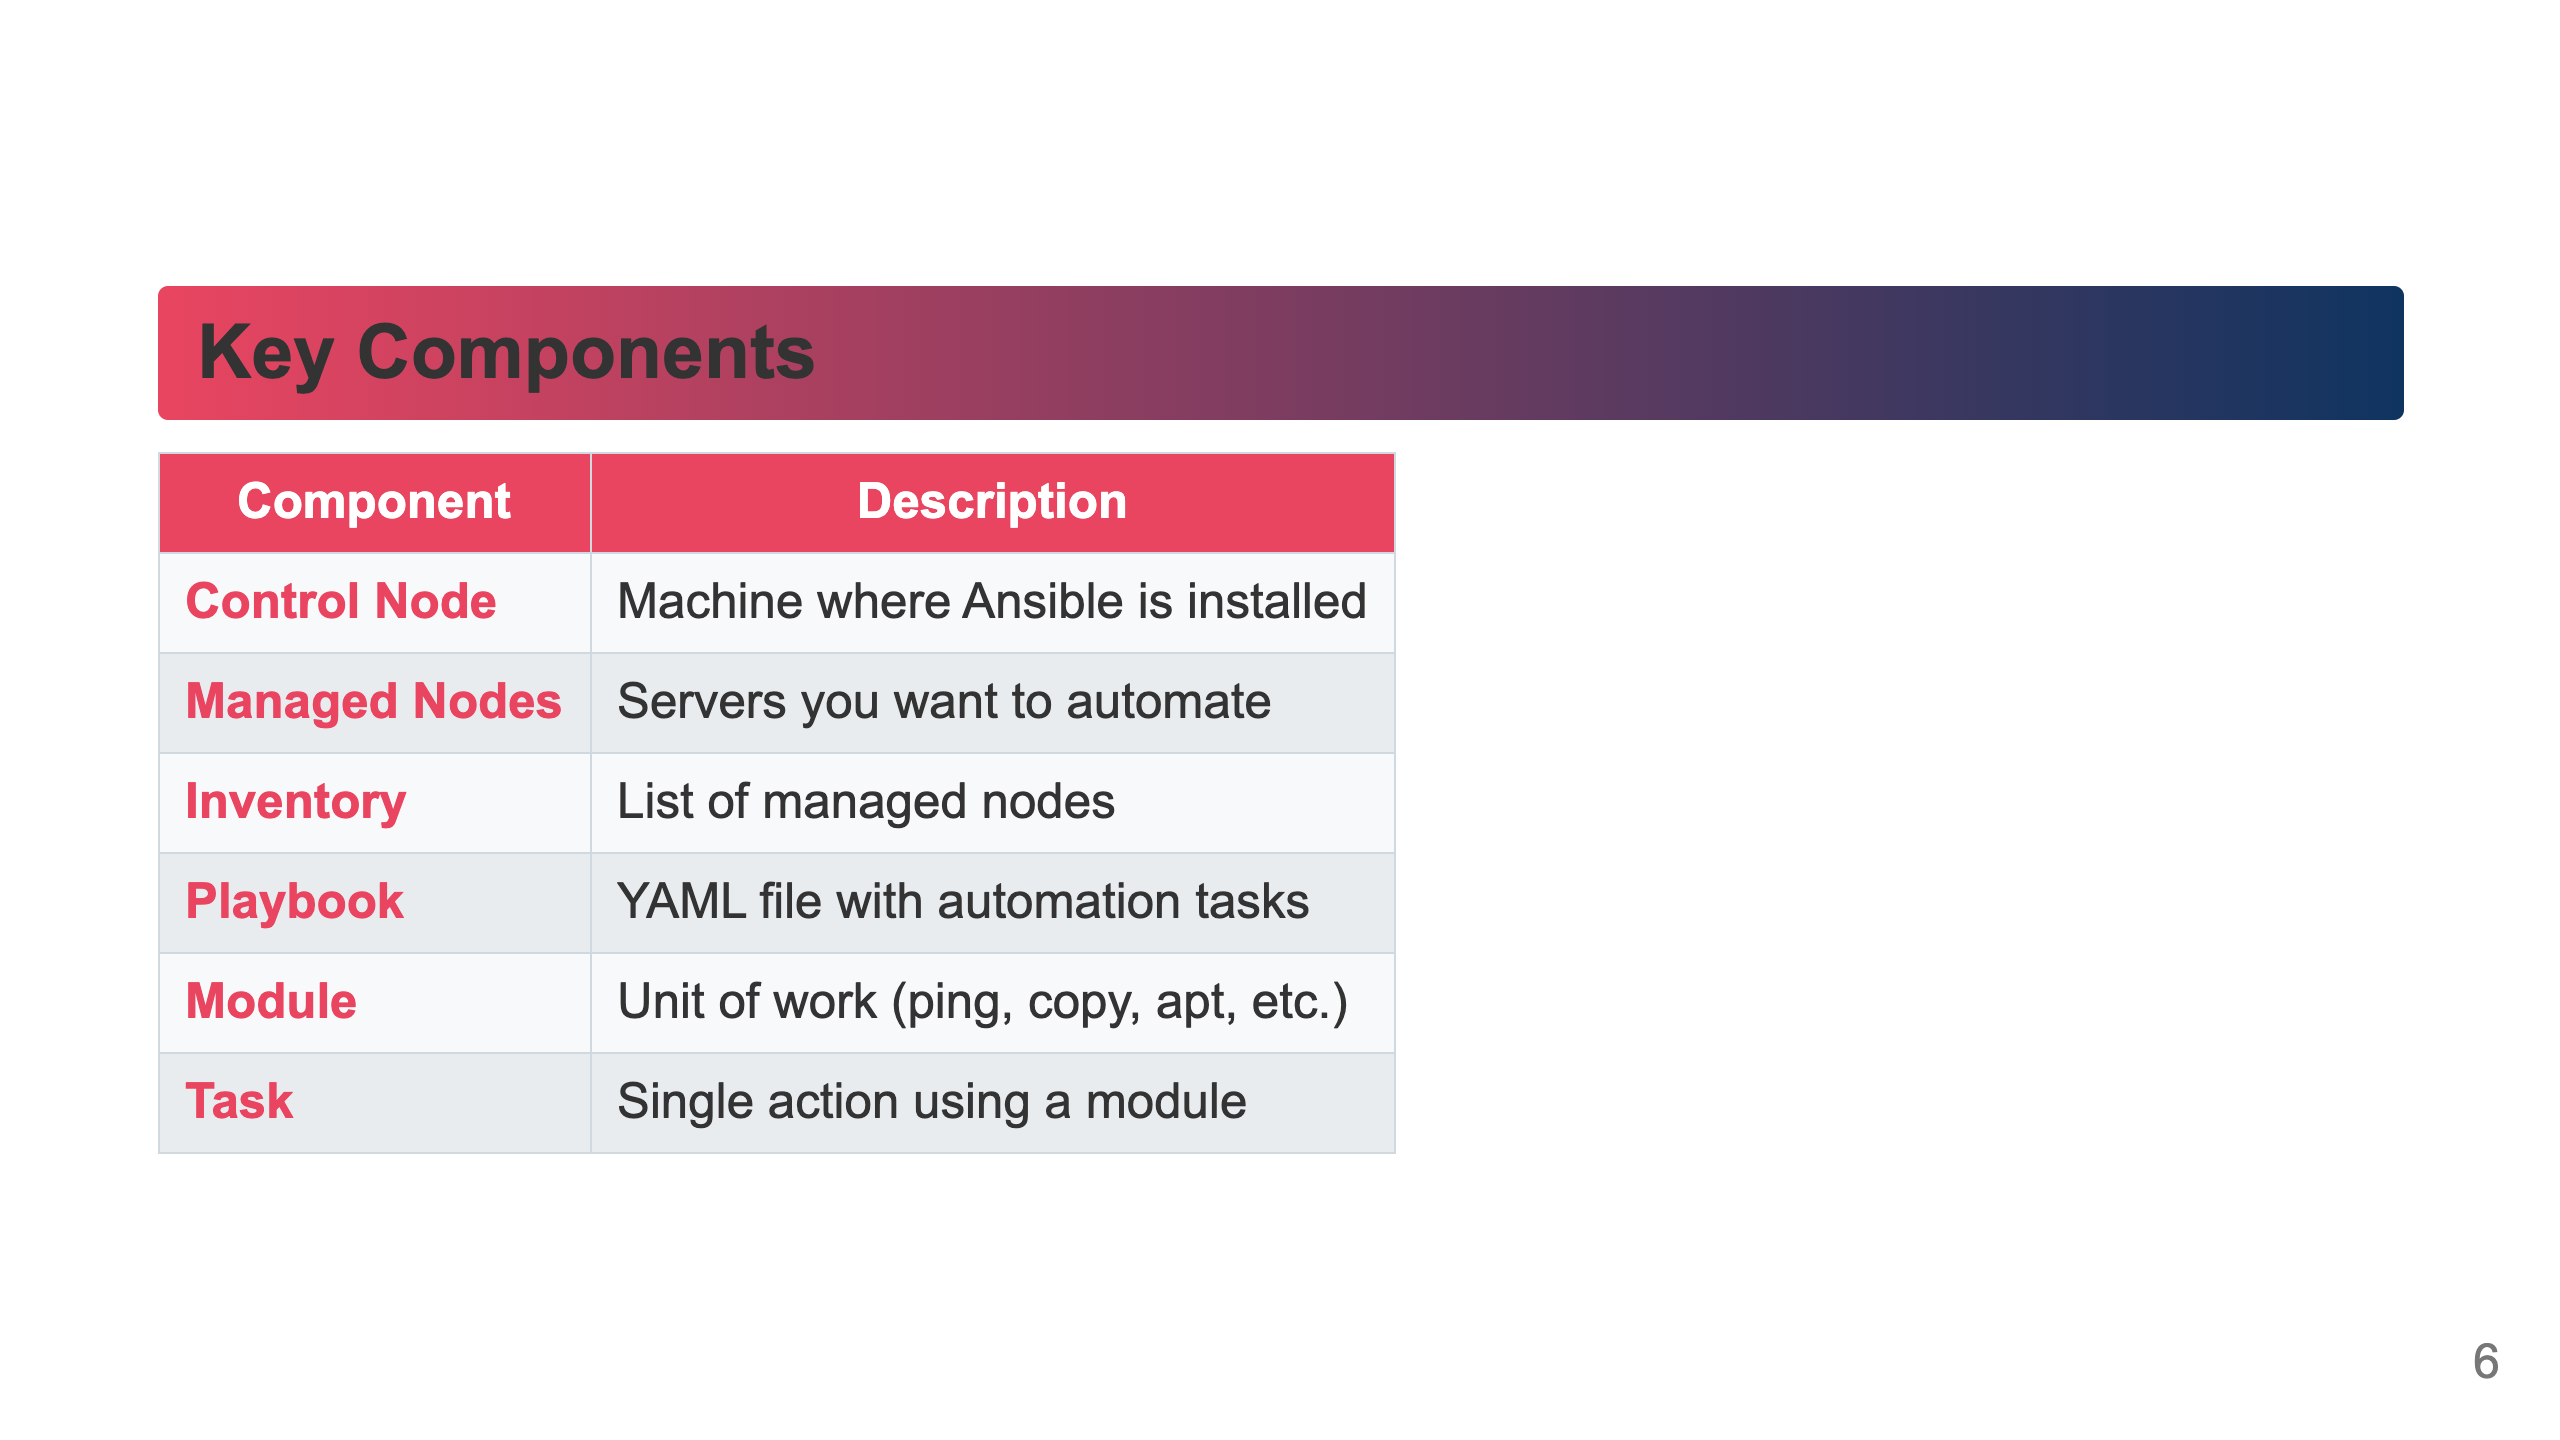 Key Components
Component Description
Control Node Machine where Ansible is installed
Managed Nodes Servers you want to automate
Inventory List of managed nodes
Playbook YAML file with automation tasks
Module Unit of work (ping, copy, apt, etc.)
Task Single action using a module
6